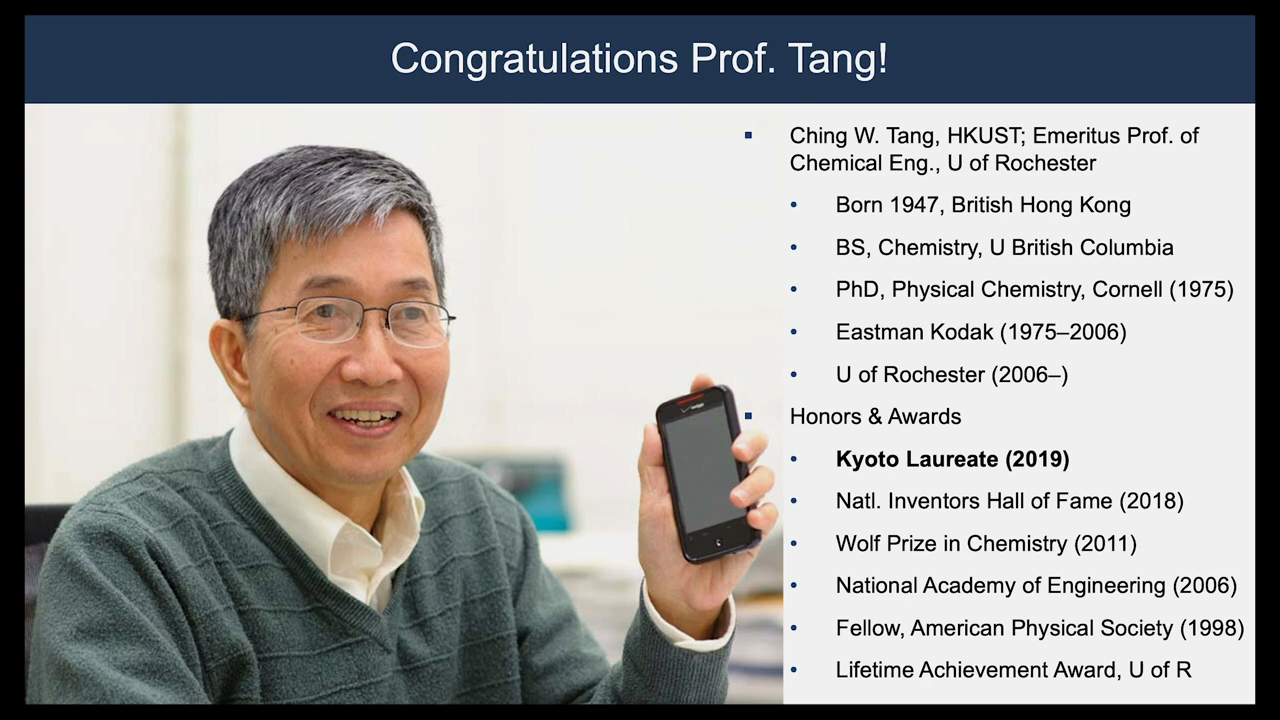 Congratulations Prof. Tang!
Ching W. Tang, HKUST; Emeritus Prof. of
Chemical Eng., U of Rochester
Born 1947, British Hong Kong
BS, Chemistry, U British Columbia
PhD, Physical Chemistry, Cornell (1975)
Eastman Kodak (1975–2006)
U of Rochester (2006–)
Honors & Awards
Kyoto Laureate (2019)
Natl. Inventors Hall of Fame (2018)
Wolf Prize in Chemistry (2011)
National Academy of Engineering (2006)
Fellow, American Physical Society (1998)
Lifetime Achievement Award, U of R
verizon